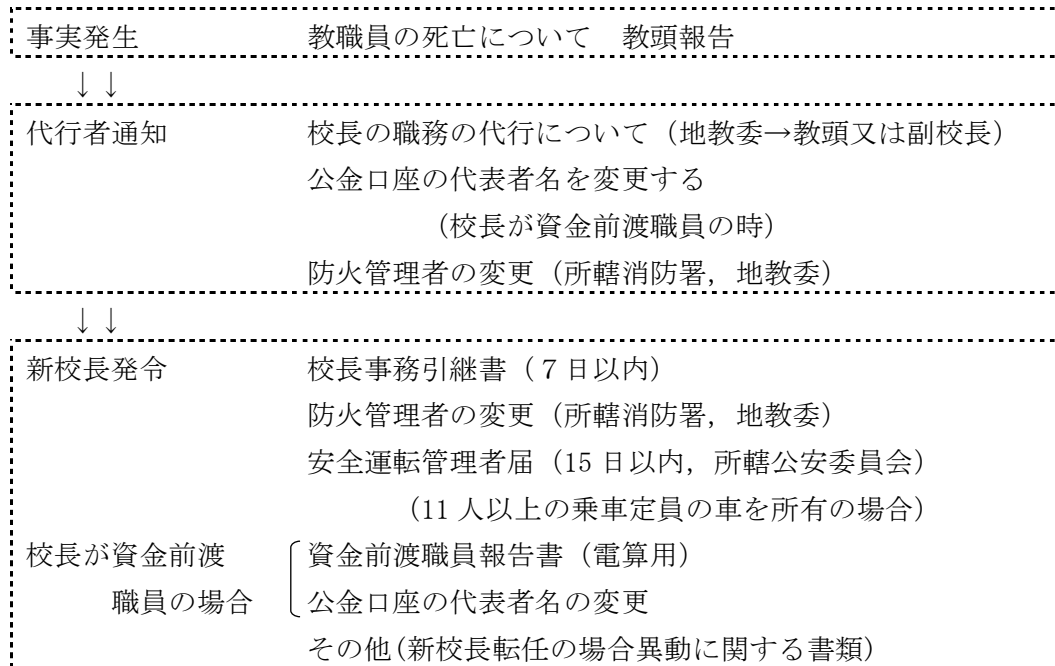 事実発生　教職員の死亡について　教頭報告
↓↓
代行者通知　校長の職務の代行について（地教委→教頭又は副校長）
公金口座の代表者名を変更する
（校長が資金前渡職員の時）
防火管理者の変更（所轄消防署，地教委）
↓↓
新校長発令　校長事務引継書（７日以内）
防火管理者の変更（所轄消防署，地教委）
安全運転管理者届（15 日以内，所轄公安委員会）
（11 人以上の乗車定員の車を所有の場合）
校長が資金前渡　資金前渡職員報告書（電算用）
職員の場合　公金口座の代表者名の変更
その他(新校長転任の場合異動に関する書類)